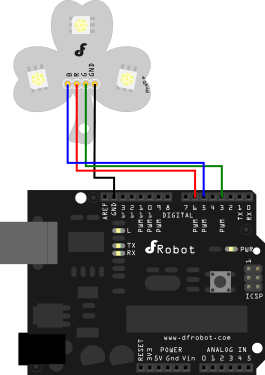 B R G GND
AREF GND 13 12 11 10 9 8 7 6 5 4 3 2 1 0
PWM PWM PWM PWM PWM PWM TX RX
DIGITAL
L
TX
RX
DFRobot
PWR
1
ICSP
www.dfrobot.com
RESET 3V3 POWER ANALOG IN
5V Gnd Vin 0 1 2 3 4 5